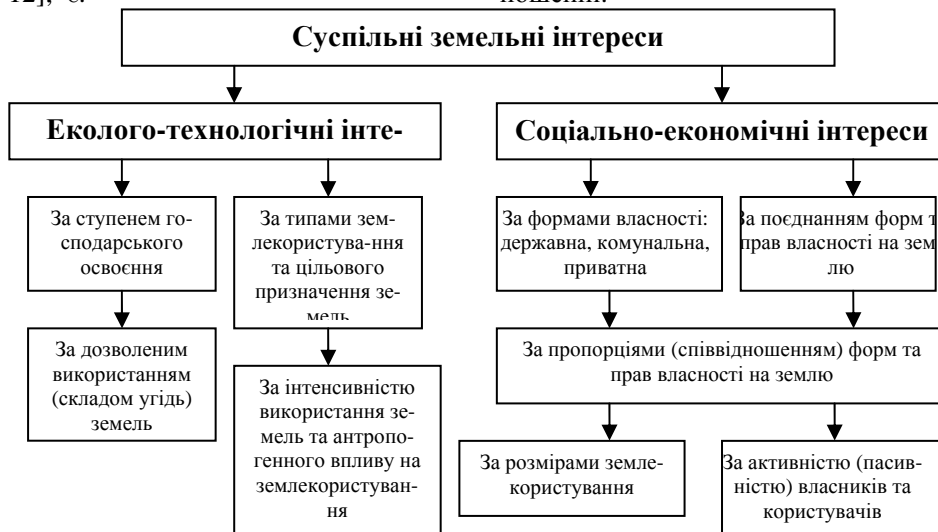 Суспільні земельні інтереси
Еколого-технологічні інте-
Соціально-економічні інтереси
За ступенем го-
сподарського
освоєння
За типами зем-
лекористува-ння
та цільового
призначення зе-
мель
За формами власності:
державна, комунальна,
приватна
За поєднанням форм
прав власності на зем
лю
За дозволеним
використанням
(складом угідь)
земель
За інтенсивністю
використання зе-
мель та антропо-
генного впливу на
землекористуван-
ня
За пропорціями (співвідношенням) форм та
прав власності на землю
За розмірами земле-
користування
За активністю (пасив-
ністю) власників та
користувачів